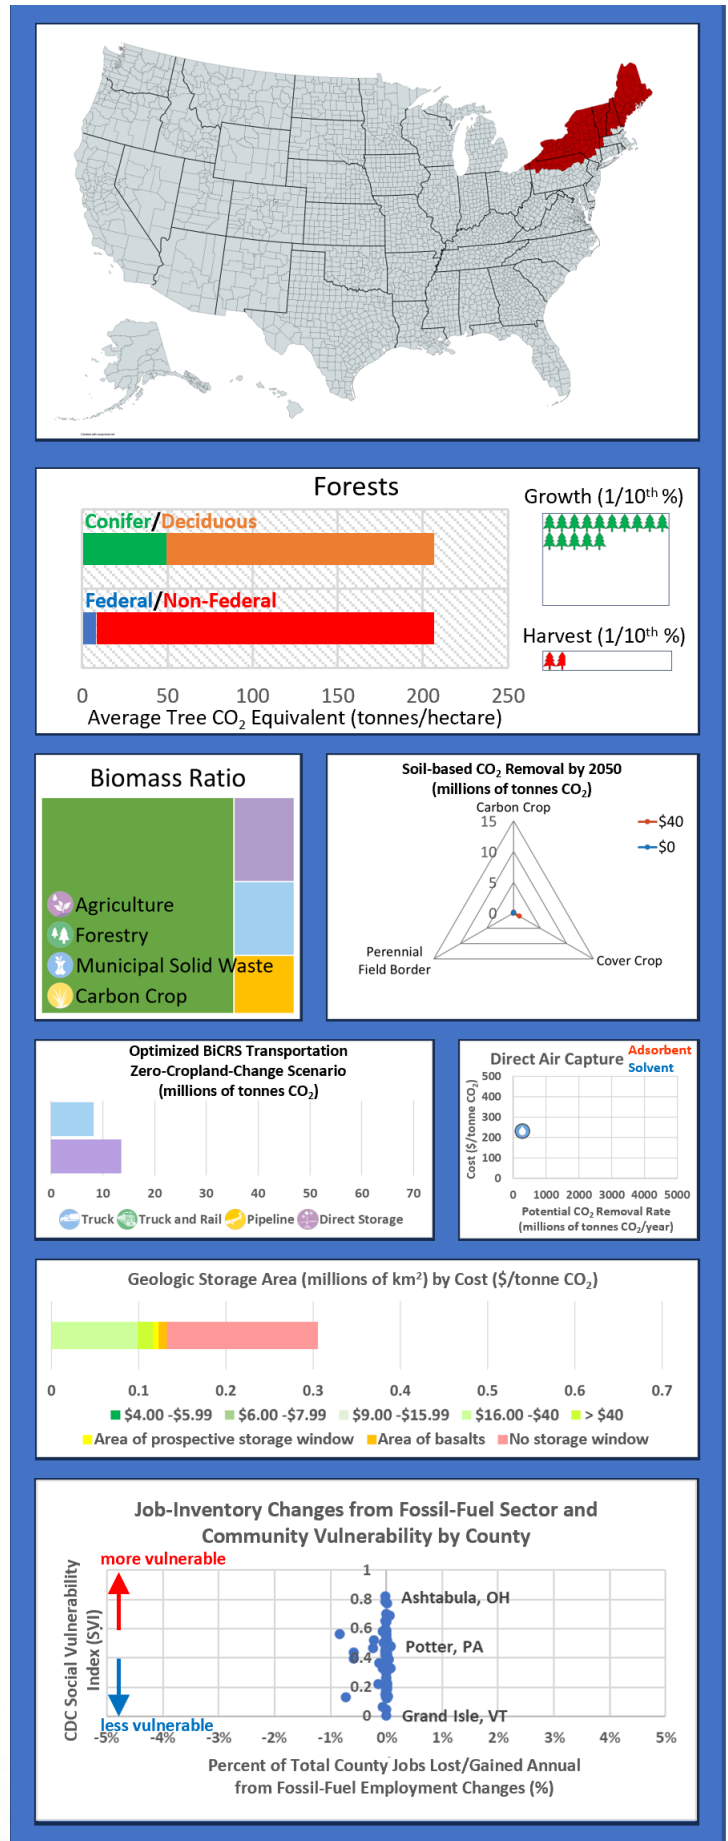 Forests
Conifer/Deciduous
Federal/Non-Federal
0 50 100 150 200 250
Average Tree CO₂ Equivalent (tonnes/hectare)
Growth (1/10th %)
Harvest (1/10th %)
Biomass Ratio
Agriculture
Forestry
Municipal Solid Waste
Carbon Crop
Soil-based CO₂ Removal by 2050
(millions of tonnes CO₂)
Carbon Crop
15
10
5
0
$40
$0
Perennial
Field Border
Cover Crop
Optimized BiCRS Transportation
Zero-Cropland-Change Scenario
(millions of tonnes CO₂)
0 10 20 30 40 50 60 70
Truck Truck and Rail Pipeline Direct Storage
Direct Air Capture
Adsorbent
Solvent
Cost ($/tonne CO₂)
500
400
300
200
100
0
0 1000 2000 3000 4000 5000
Potential CO₂ Removal Rate
(millions of tonnes CO₂/year)
Geologic Storage Area (millions of km²) by Cost ($/tonne CO₂)
0 0.1 0.2 0.3 0.4 0.5 0.6 0.7
$4.00 -$5.99 $6.00 -$7.99 $9.00 -$15.99 $16.00 -$40 > $40
Area of prospective storage window Area of basalts No storage window
Job-Inventory Changes from Fossil-Fuel Sector and
Community Vulnerability by County
more vulnerable
less vulnerable
CDC Social Vulnerability
Index (SVI)
1
0.8
0.6
0.4
0.2
0
Ashtabula, OH
Potter, PA
Grand Isle, VT
-5% -4% -3% -2% -1% 0% 1% 2% 3% 4% 5%
Percent of Total County Jobs Lost/Gained Annual
from Fossil-Fuel Employment Changes (%)